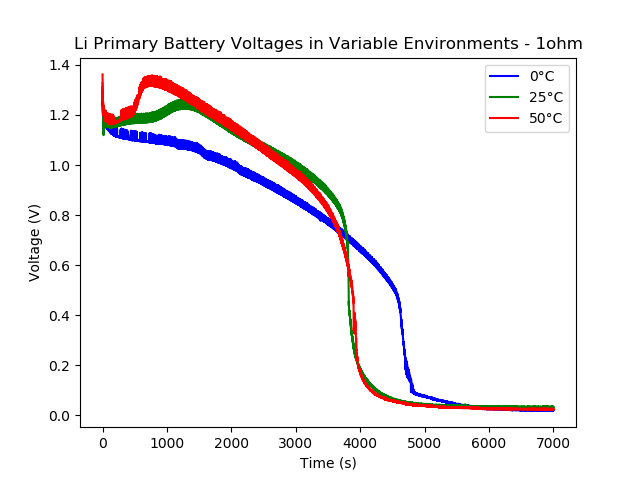 Li Primary Battery Voltages in Variable Environments - 1ohm
1.4
1.2
1.0
0.8
0.6
0.4
0.2
0.0
Voltage (V)
0°C
25°C
50°C
0 1000 2000 3000 4000 5000 6000 7000
Time (s)